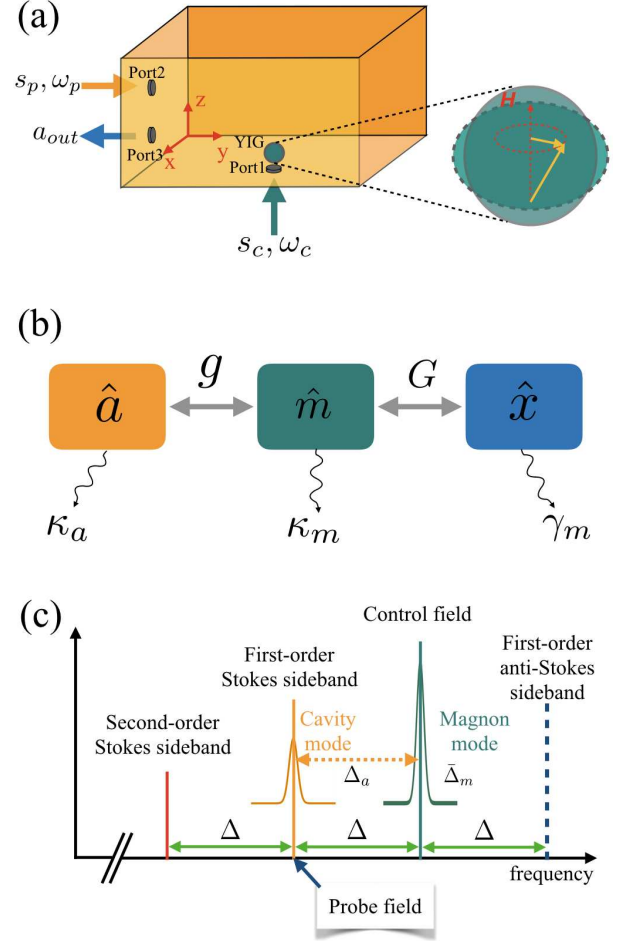 (a)
s_p, ω_p
Port2
a_out
Port3
z
x
y
YIG
Port1
H
s_c, ω_c
(b)
g
G
â
m̂
x̂
κ_a
κ_m
γ_m
(c)
Control field
First-order
Stokes sideband
First-order
anti-Stokes
sideband
Second-order
Stokes sideband
Cavity
mode
Magnon
mode
Δ_a
Δ̄_m
Δ
Δ
Δ
frequency
Probe field